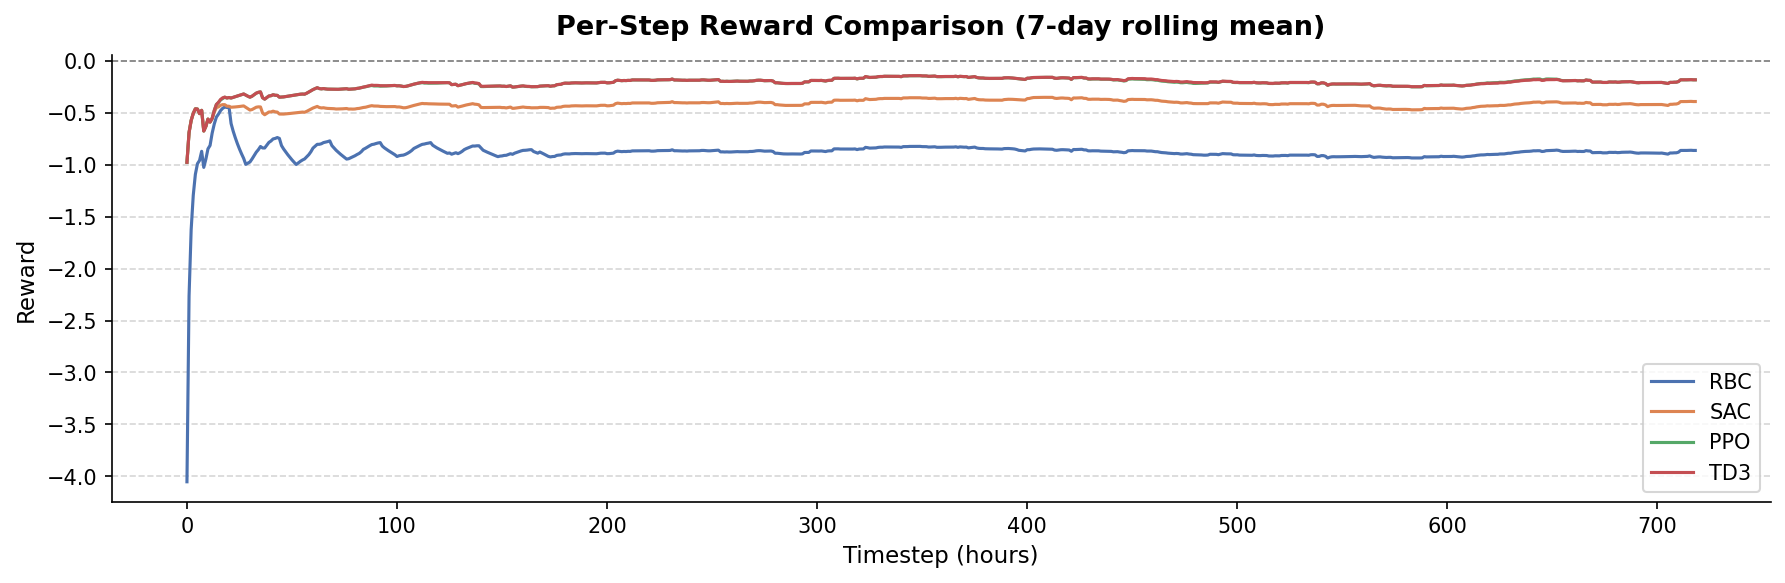 Per-Step Reward Comparison (7-day rolling mean)
0.0
−0.5
−1.0
−1.5
−2.0
−2.5
−3.0
−3.5
−4.0
Reward
0 100 200 300 400 500 600 700
Timestep (hours)
RBC
SAC
PPO
TD3